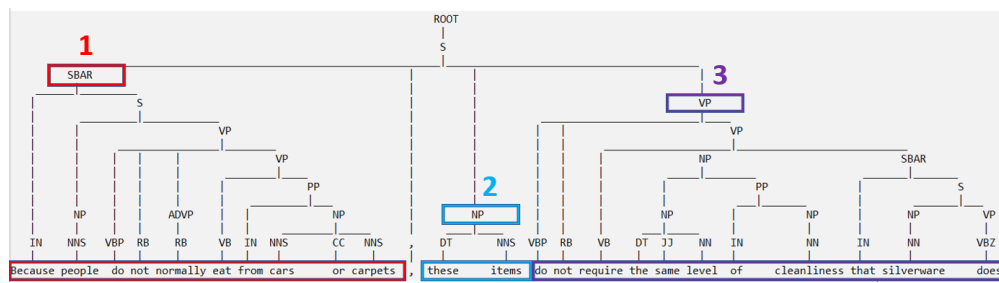 ROOT
S
1
3
SBAR
VP
S
VP
VP
NP
SBAR
VP
2
PP
PP
S
NP
ADVP
NP
NP
NP
NP
VP
IN NNS VBP RB RB VB IN NNS CC NNS , DT NNS VBP RB VB DT JJ NN IN NN IN NN VBZ
Because people do not normally eat from cars or carpets , these items do not require the same level of cleanliness that silverware does